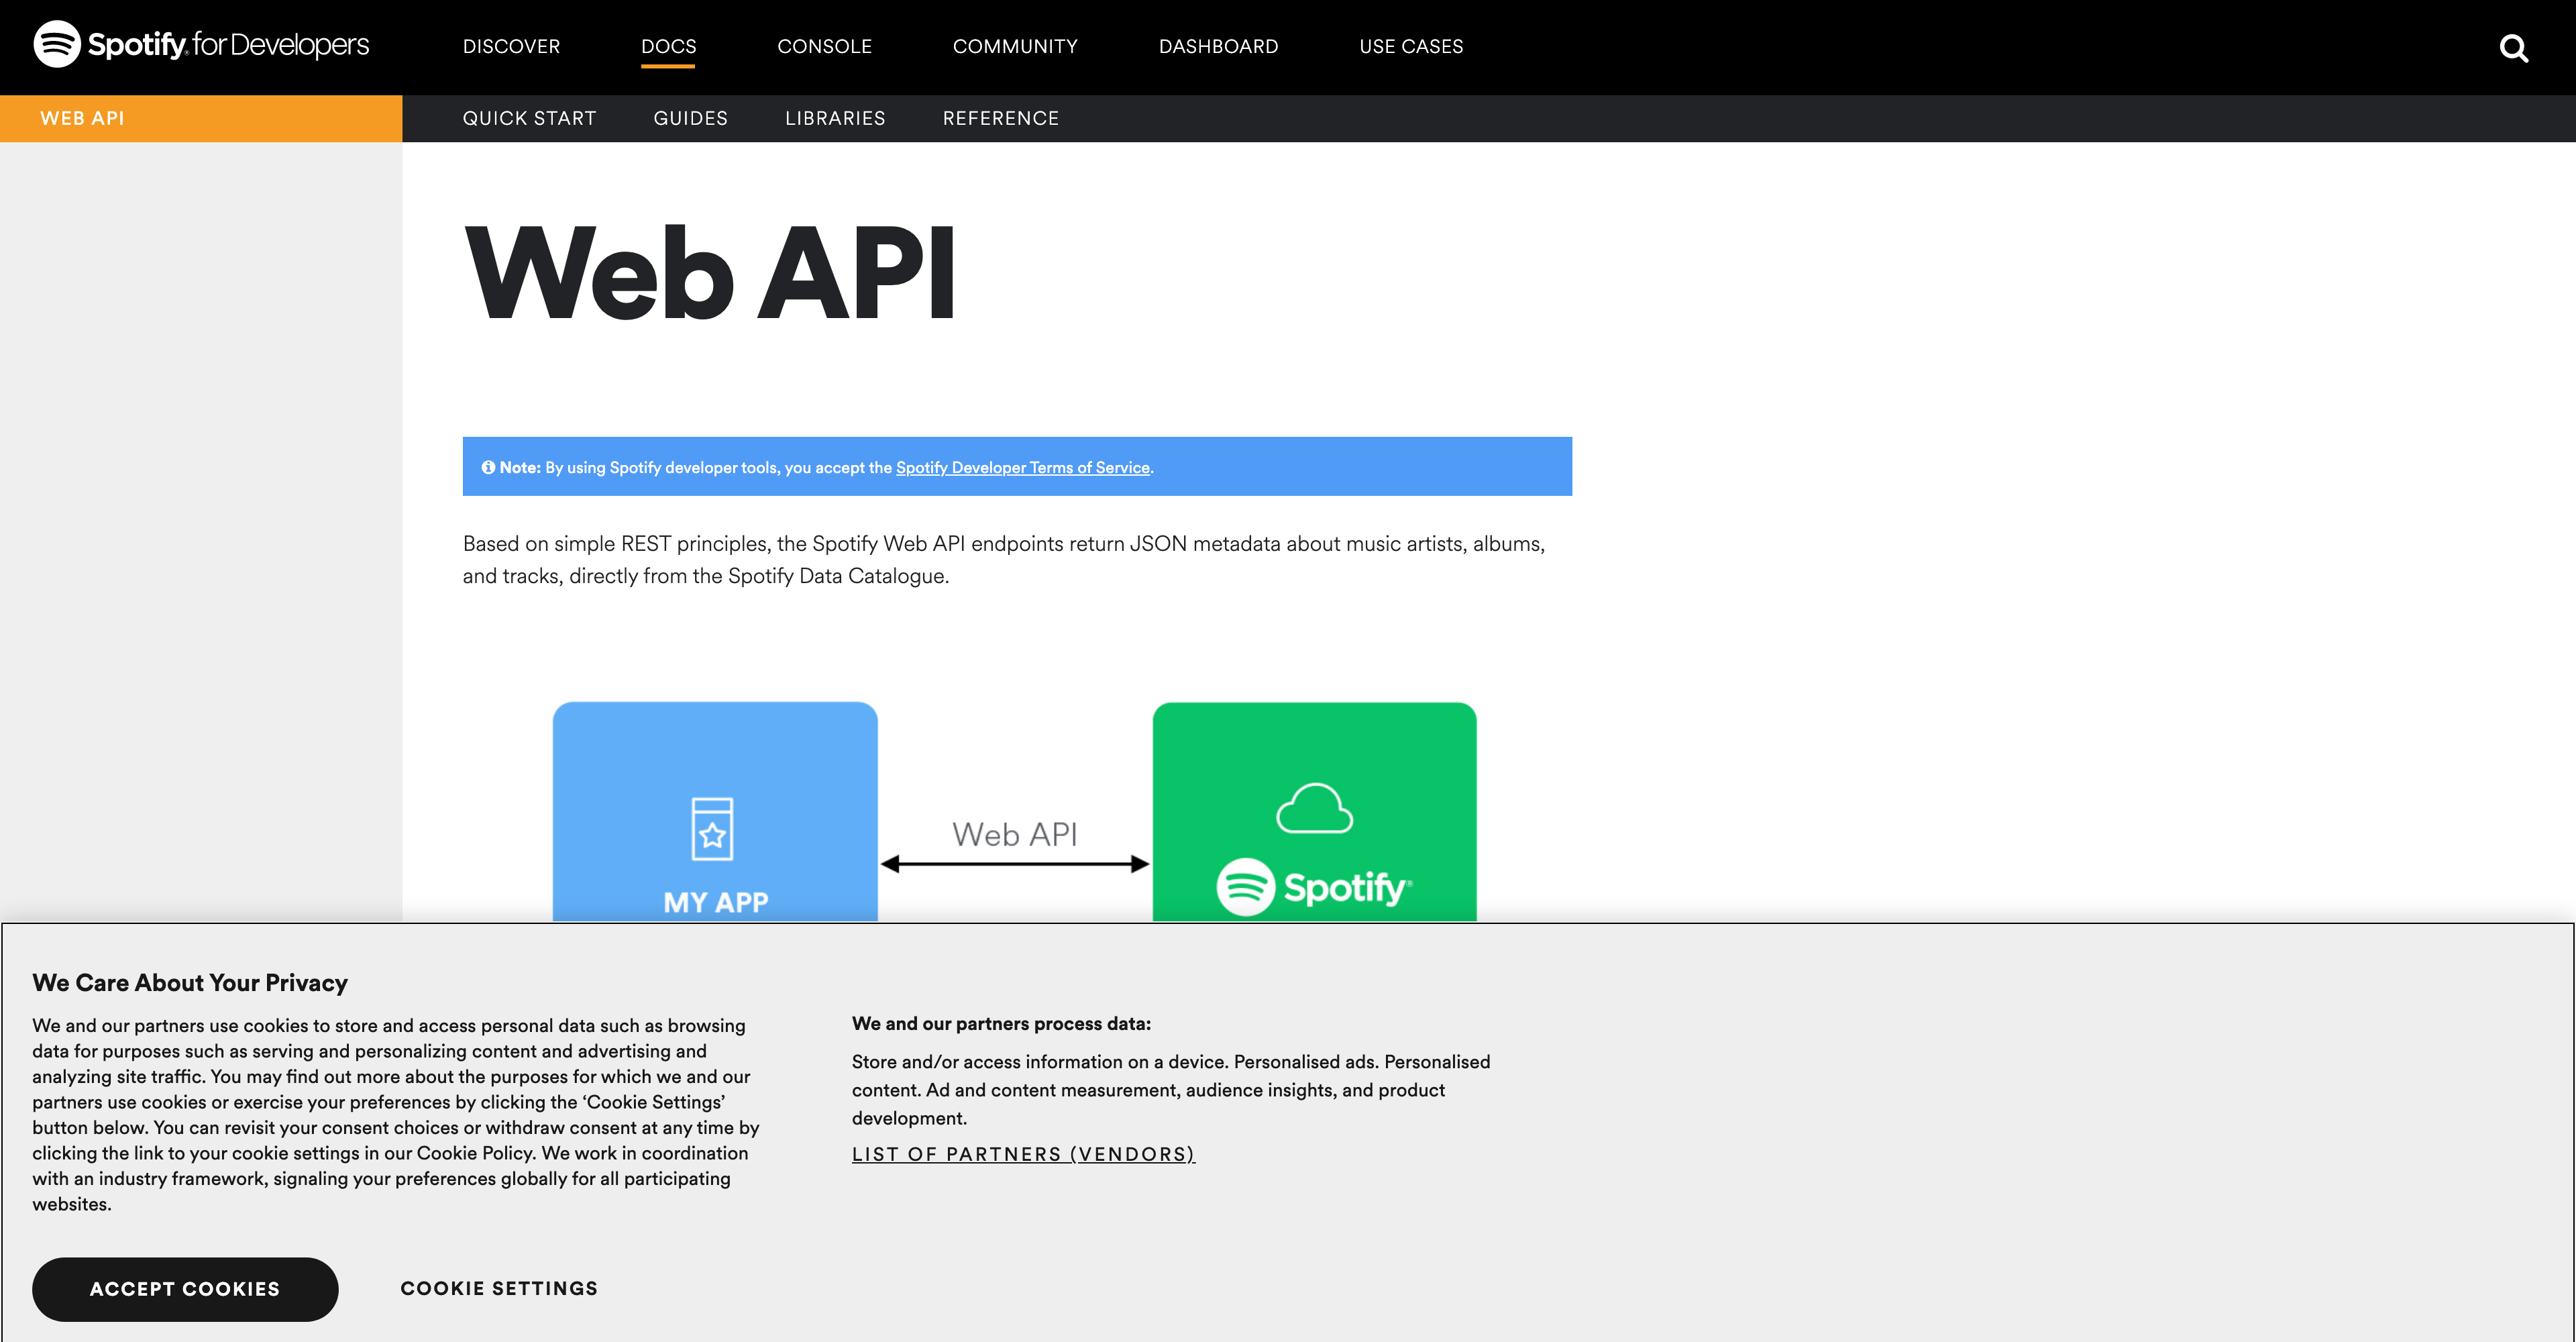 Spotify® for Developers
DISCOVER
DOCS
CONSOLE
COMMUNITY
DASHBOARD
USE CASES
WEB API
QUICK START
GUIDES
LIBRARIES
REFERENCE
Web API
Note: By using Spotify developer tools, you accept the Spotify Developer Terms of Service.
Based on simple REST principles, the Spotify Web API endpoints return JSON metadata about music artists, albums,
and tracks, directly from the Spotify Data Catalogue.
MY APP
Web API
Spotify®
We Care About Your Privacy
We and our partners use cookies to store and access personal data such as browsing
data for purposes such as serving and personalizing content and advertising and
analyzing site traffic. You may find out more about the purposes for which we and our
partners use cookies or exercise your preferences by clicking the ‘Cookie Settings’
button below. You can revisit your consent choices or withdraw consent at any time by
clicking the link to your cookie settings in our Cookie Policy. We work in coordination
with an industry framework, signaling your preferences globally for all participating
websites.
We and our partners process data:
Store and/or access information on a device. Personalised ads. Personalised
content. Ad and content measurement, audience insights, and product
development.
LIST OF PARTNERS (VENDORS)
ACCEPT COOKIES
COOKIE SETTINGS